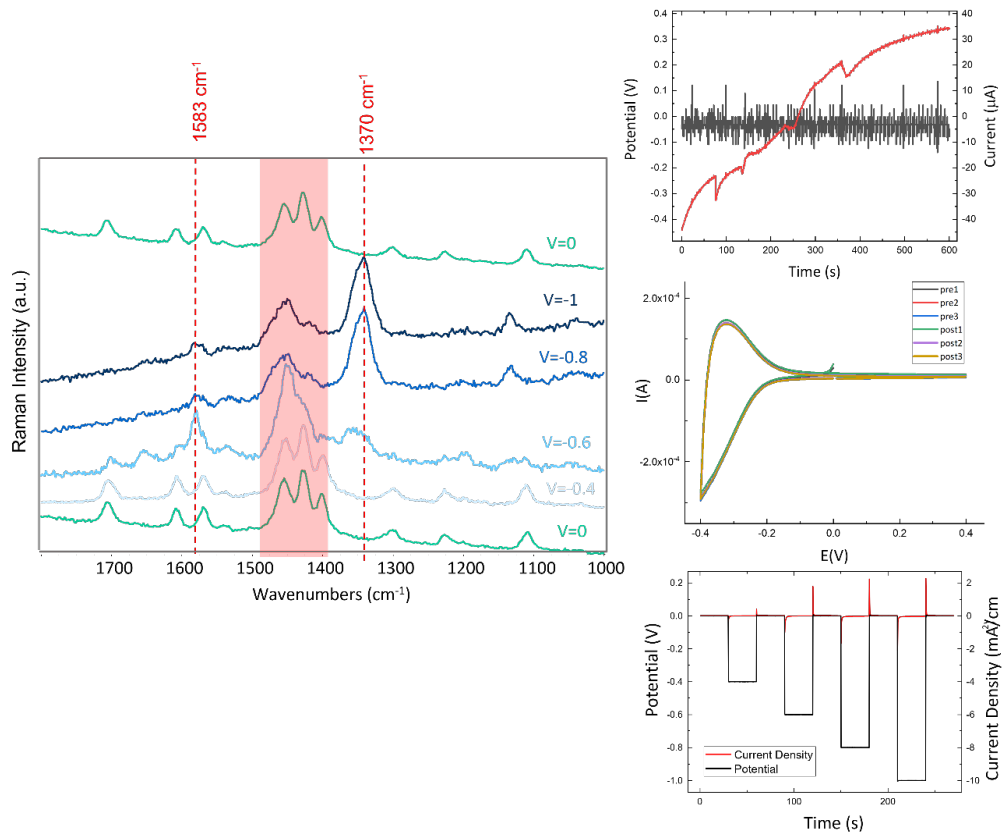 1583 cm-1
1370 cm-1
V=0
V=-1
V=-0.8
V=-0.6
V=-0.4
V=0
Raman Intensity (a.u.)
1700 1600 1500 1400 1300 1200 1100 1000
Wavenumbers (cm-1)
0.4
0.3
0.2
0.1
0.0
-0.1
-0.2
-0.3
-0.4
Potential (V)
40
30
20
10
0
-10
-20
-30
-40
Current (µA)
0 100 200 300 400 500 600
Time (s)
2.0x10-4
0.0
-2.0x10-4
I(A)
pre1
pre2
pre3
post1
post2
post3
-0.4 -0.2 0.0 0.2 0.4
E(V)
0.2
0.0
-0.2
-0.4
-0.6
-0.8
-1.0
Potential (V)
2
0
-2
-4
-6
-8
-10
Current Density (mA2/cm
Current Density
Potential
0 100 200
Time (s)